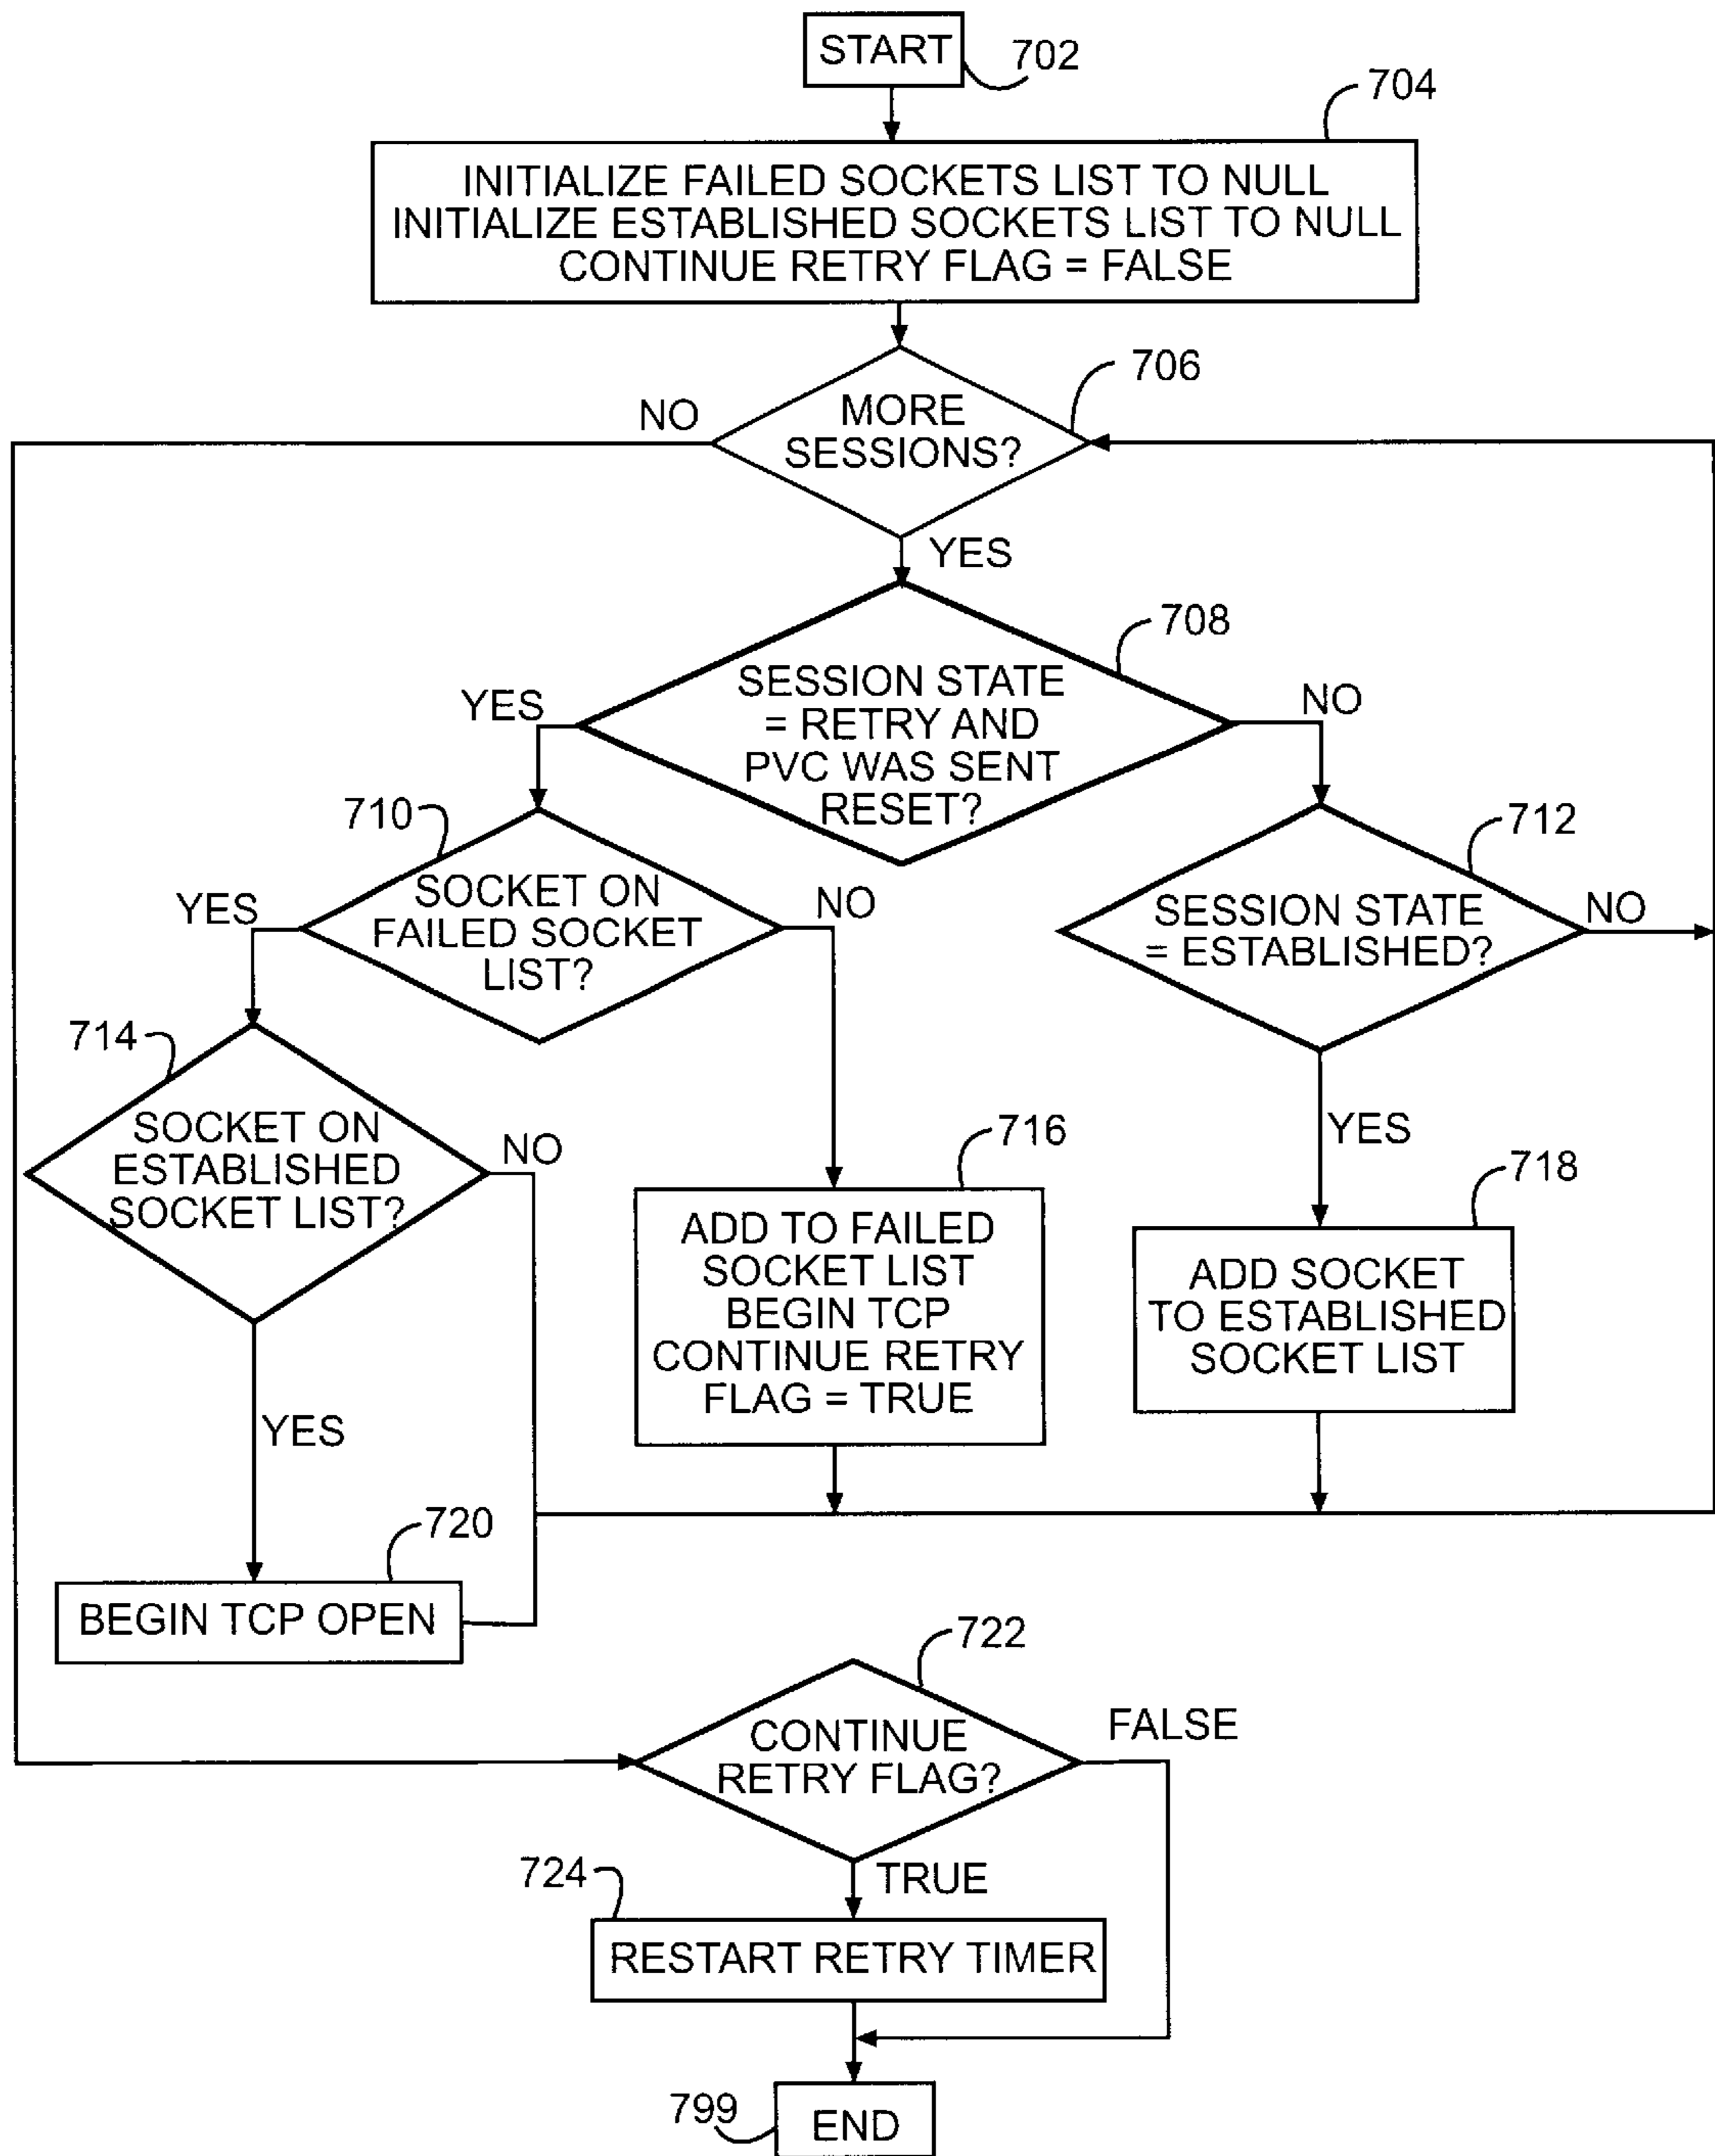 START
702
704
INITIALIZE FAILED SOCKETS LIST TO NULL
INITIALIZE ESTABLISHED SOCKETS LIST TO NULL
CONTINUE RETRY FLAG = FALSE
706
NO
MORE
SESSIONS?
YES
708
YES
SESSION STATE
= RETRY AND
PVC WAS SENT
RESET?
NO
710
712
YES
SOCKET ON
FAILED SOCKET
LIST?
NO
SESSION STATE
= ESTABLISHED?
NO
714
SOCKET ON
ESTABLISHED
SOCKET LIST?
NO
YES
716
718
ADD TO FAILED
SOCKET LIST
BEGIN TCP
CONTINUE RETRY
FLAG = TRUE
ADD SOCKET
TO ESTABLISHED
SOCKET LIST
YES
720
BEGIN TCP OPEN
722
CONTINUE
RETRY FLAG?
FALSE
TRUE
724
RESTART RETRY TIMER
799
END